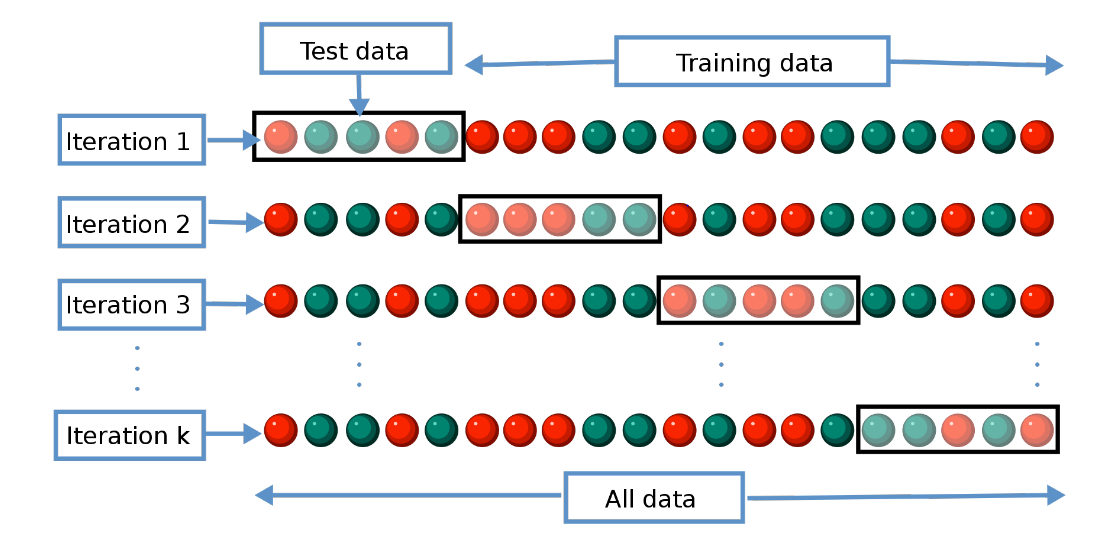 Test data
Training data
Iteration 1
Iteration 2
Iteration 3
Iteration k
All data